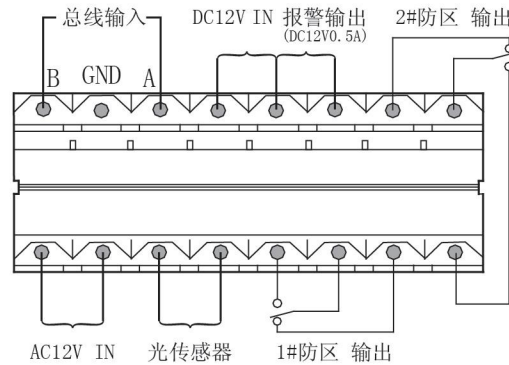 总线输入 DC12V IN 报警输出 2#防区 输出
(DC12V0.5A)
B GND A
AC12V IN 光传感器 1#防区 输出